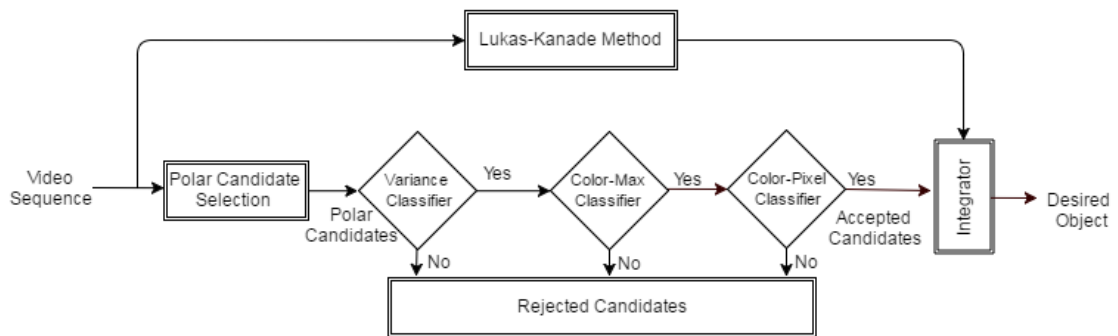 Lukas-Kanade Method
Video
Sequence
Polar Candidate
Selection
Polar
Candidates
Variance
Classifier
Yes
Color-Max
Classifier
Yes
Color-Pixel
Classifier
Yes
Accepted
Candidates
Integrator
Desired
Object
No
No
No
Rejected Candidates